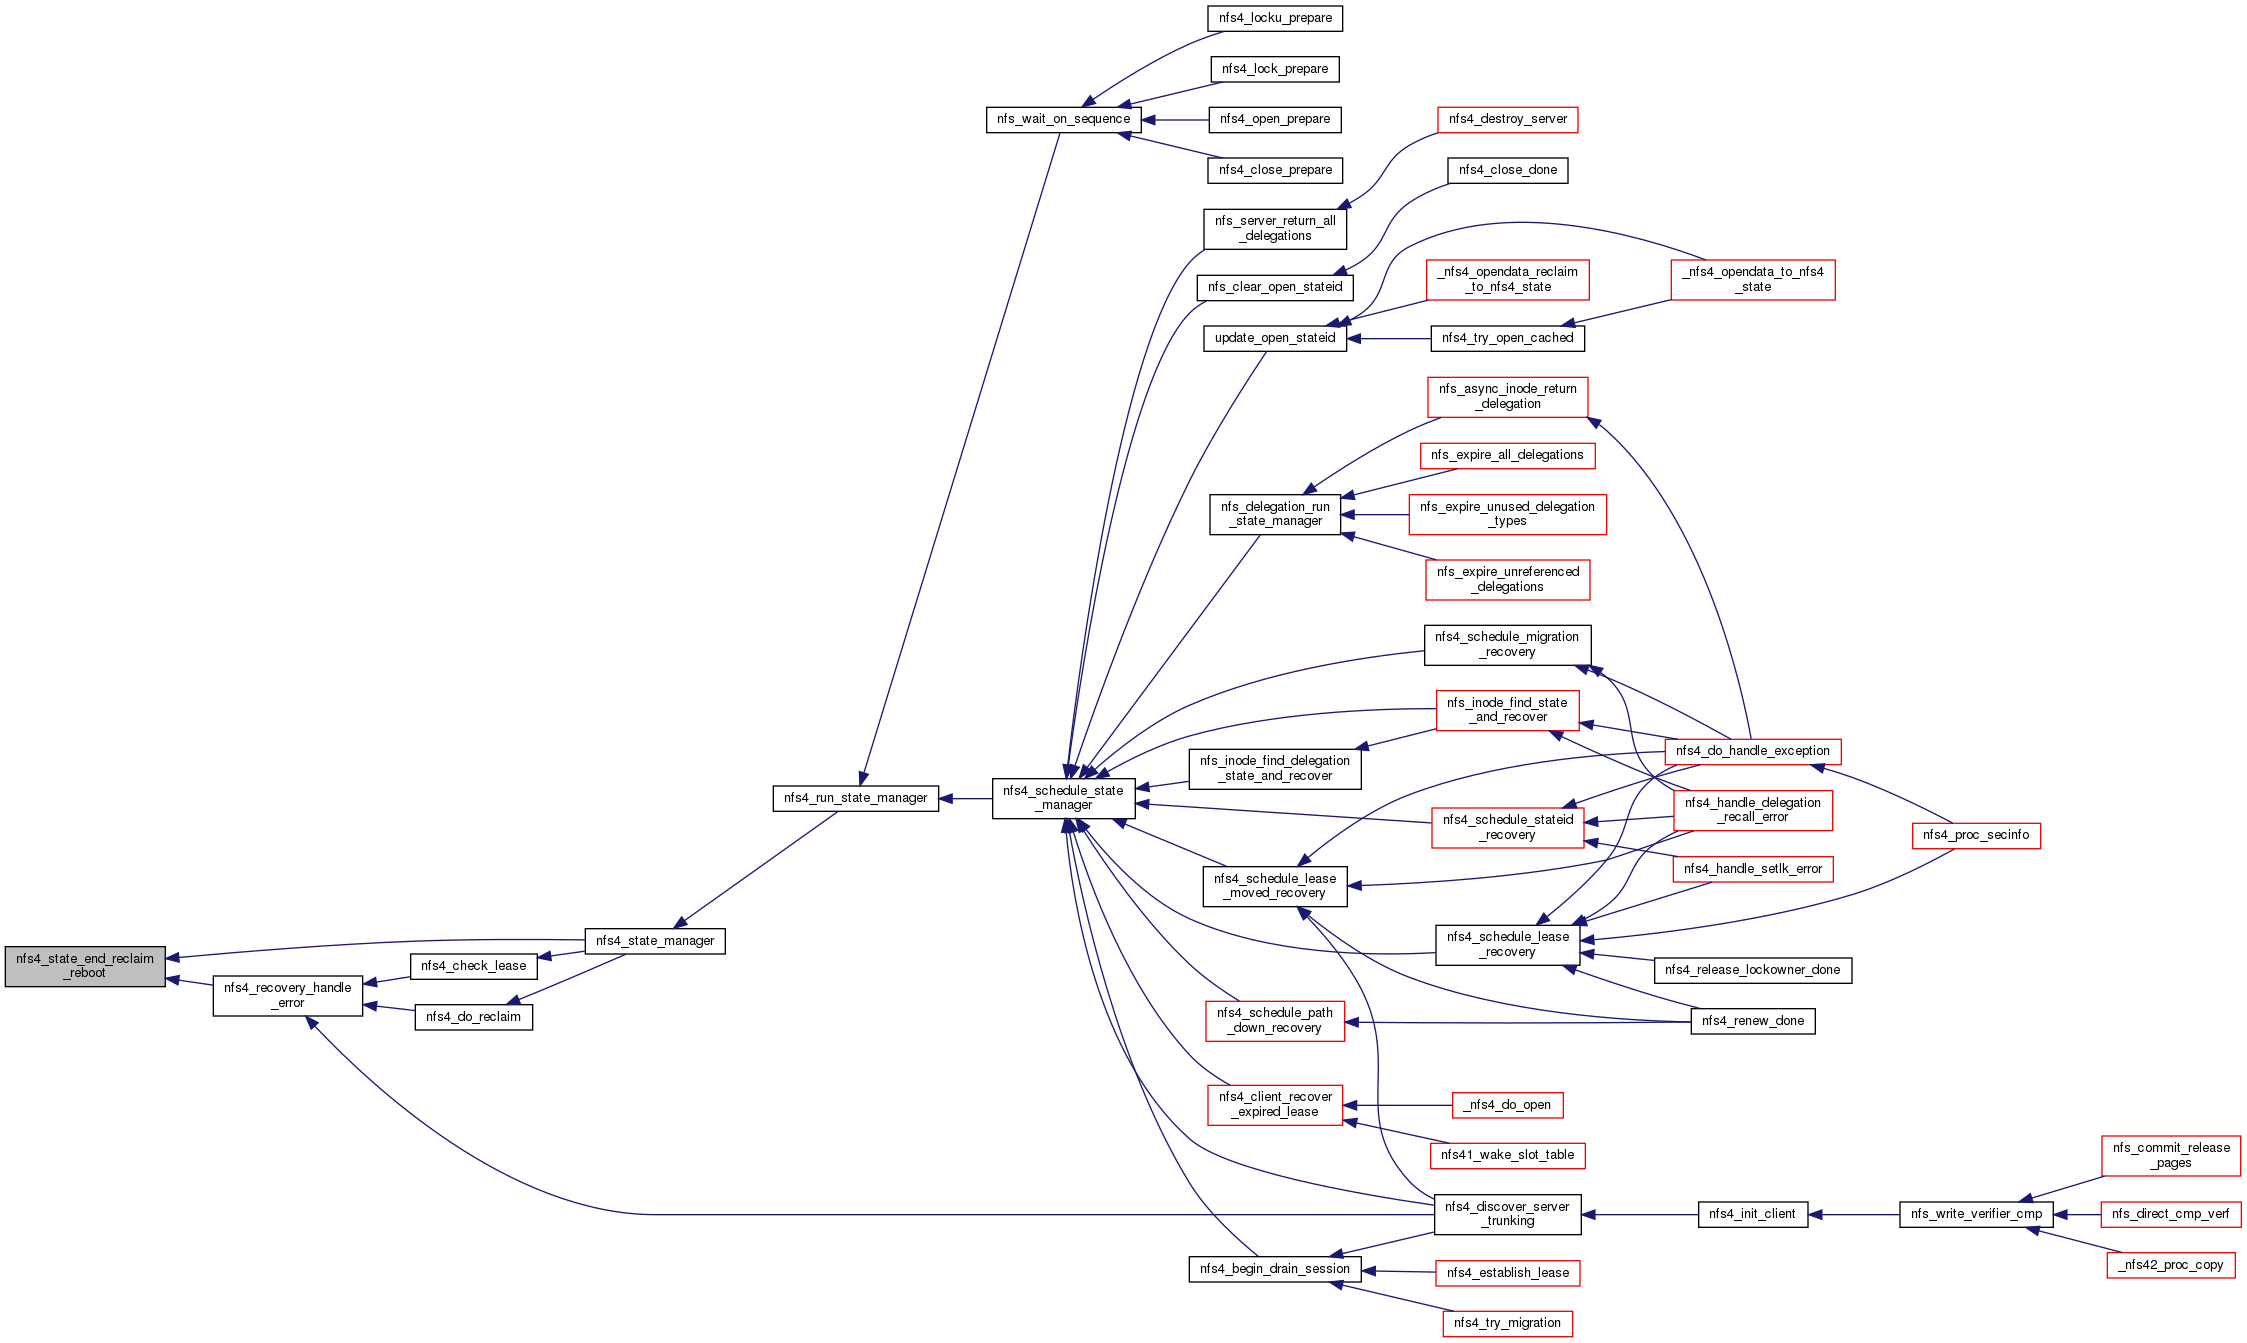 nfs4_locku_prepare
nfs4_lock_prepare
nfs_wait_on_sequence
nfs4_open_prepare
nfs4_destroy_server
nfs4_close_prepare
nfs4_close_done
nfs_server_return_all
_delegations
nfs_clear_open_stateid
_nfs4_opendata_reclaim
_to_nfs4_state
_nfs4_opendata_to_nfs4
_state
update_open_stateid
nfs4_try_open_cached
nfs_async_inode_return
_delegation
nfs_expire_all_delegations
nfs_delegation_run
_state_manager
nfs_expire_unused_delegation
_types
nfs_expire_unreferenced
_delegations
nfs4_schedule_migration
_recovery
nfs_inode_find_state
_and_recover
nfs4_do_handle_exception
nfs_inode_find_delegation
_state_and_recover
nfs4_run_state_manager
nfs4_schedule_state
_manager
nfs4_handle_delegation
_recall_error
nfs4_schedule_stateid
_recovery
nfs4_proc_secinfo
nfs4_handle_setlk_error
nfs4_schedule_lease
_moved_recovery
nfs4_state_manager
nfs4_schedule_lease
_recovery
nfs4_state_end_reclaim
_reboot
nfs4_check_lease
nfs4_release_lockowner_done
nfs4_recovery_handle
_error
nfs4_do_reclaim
nfs4_schedule_path
_down_recovery
nfs4_renew_done
nfs4_client_recover
_expired_lease
_nfs4_do_open
nfs41_wake_slot_table
nfs_commit_release
_pages
nfs4_discover_server
_trunking
nfs4_init_client
nfs_write_verifier_cmp
nfs_direct_cmp_verf
nfs4_begin_drain_session
nfs4_establish_lease
_nfs42_proc_copy
nfs4_try_migration